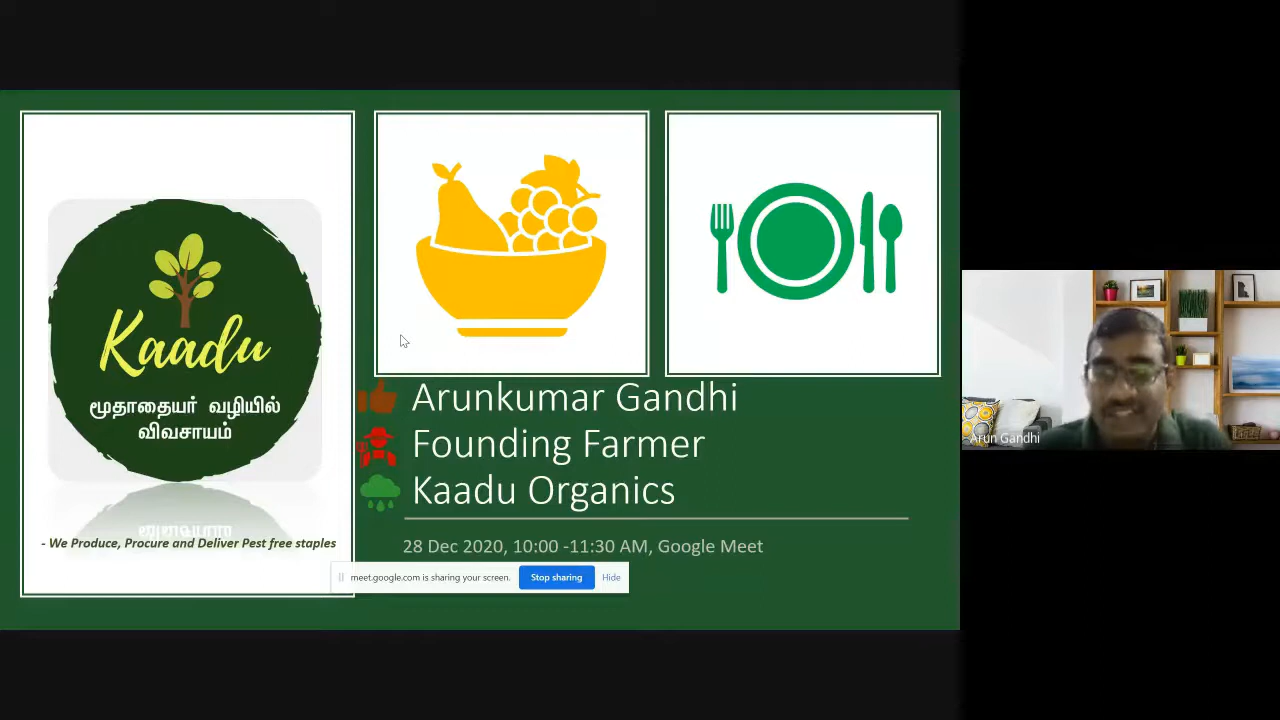 Kaadu
மூதாதையர் வழியில்
விவசாயம்
- We Produce, Procure and Deliver Pest free staples
Arunkumar Gandhi
Founding Farmer
Kaadu Organics
28 Dec 2020, 10:00 -11:30 AM, Google Meet
meet.google.com is sharing your screen.
Stop sharing
Hide
Arun Gandhi